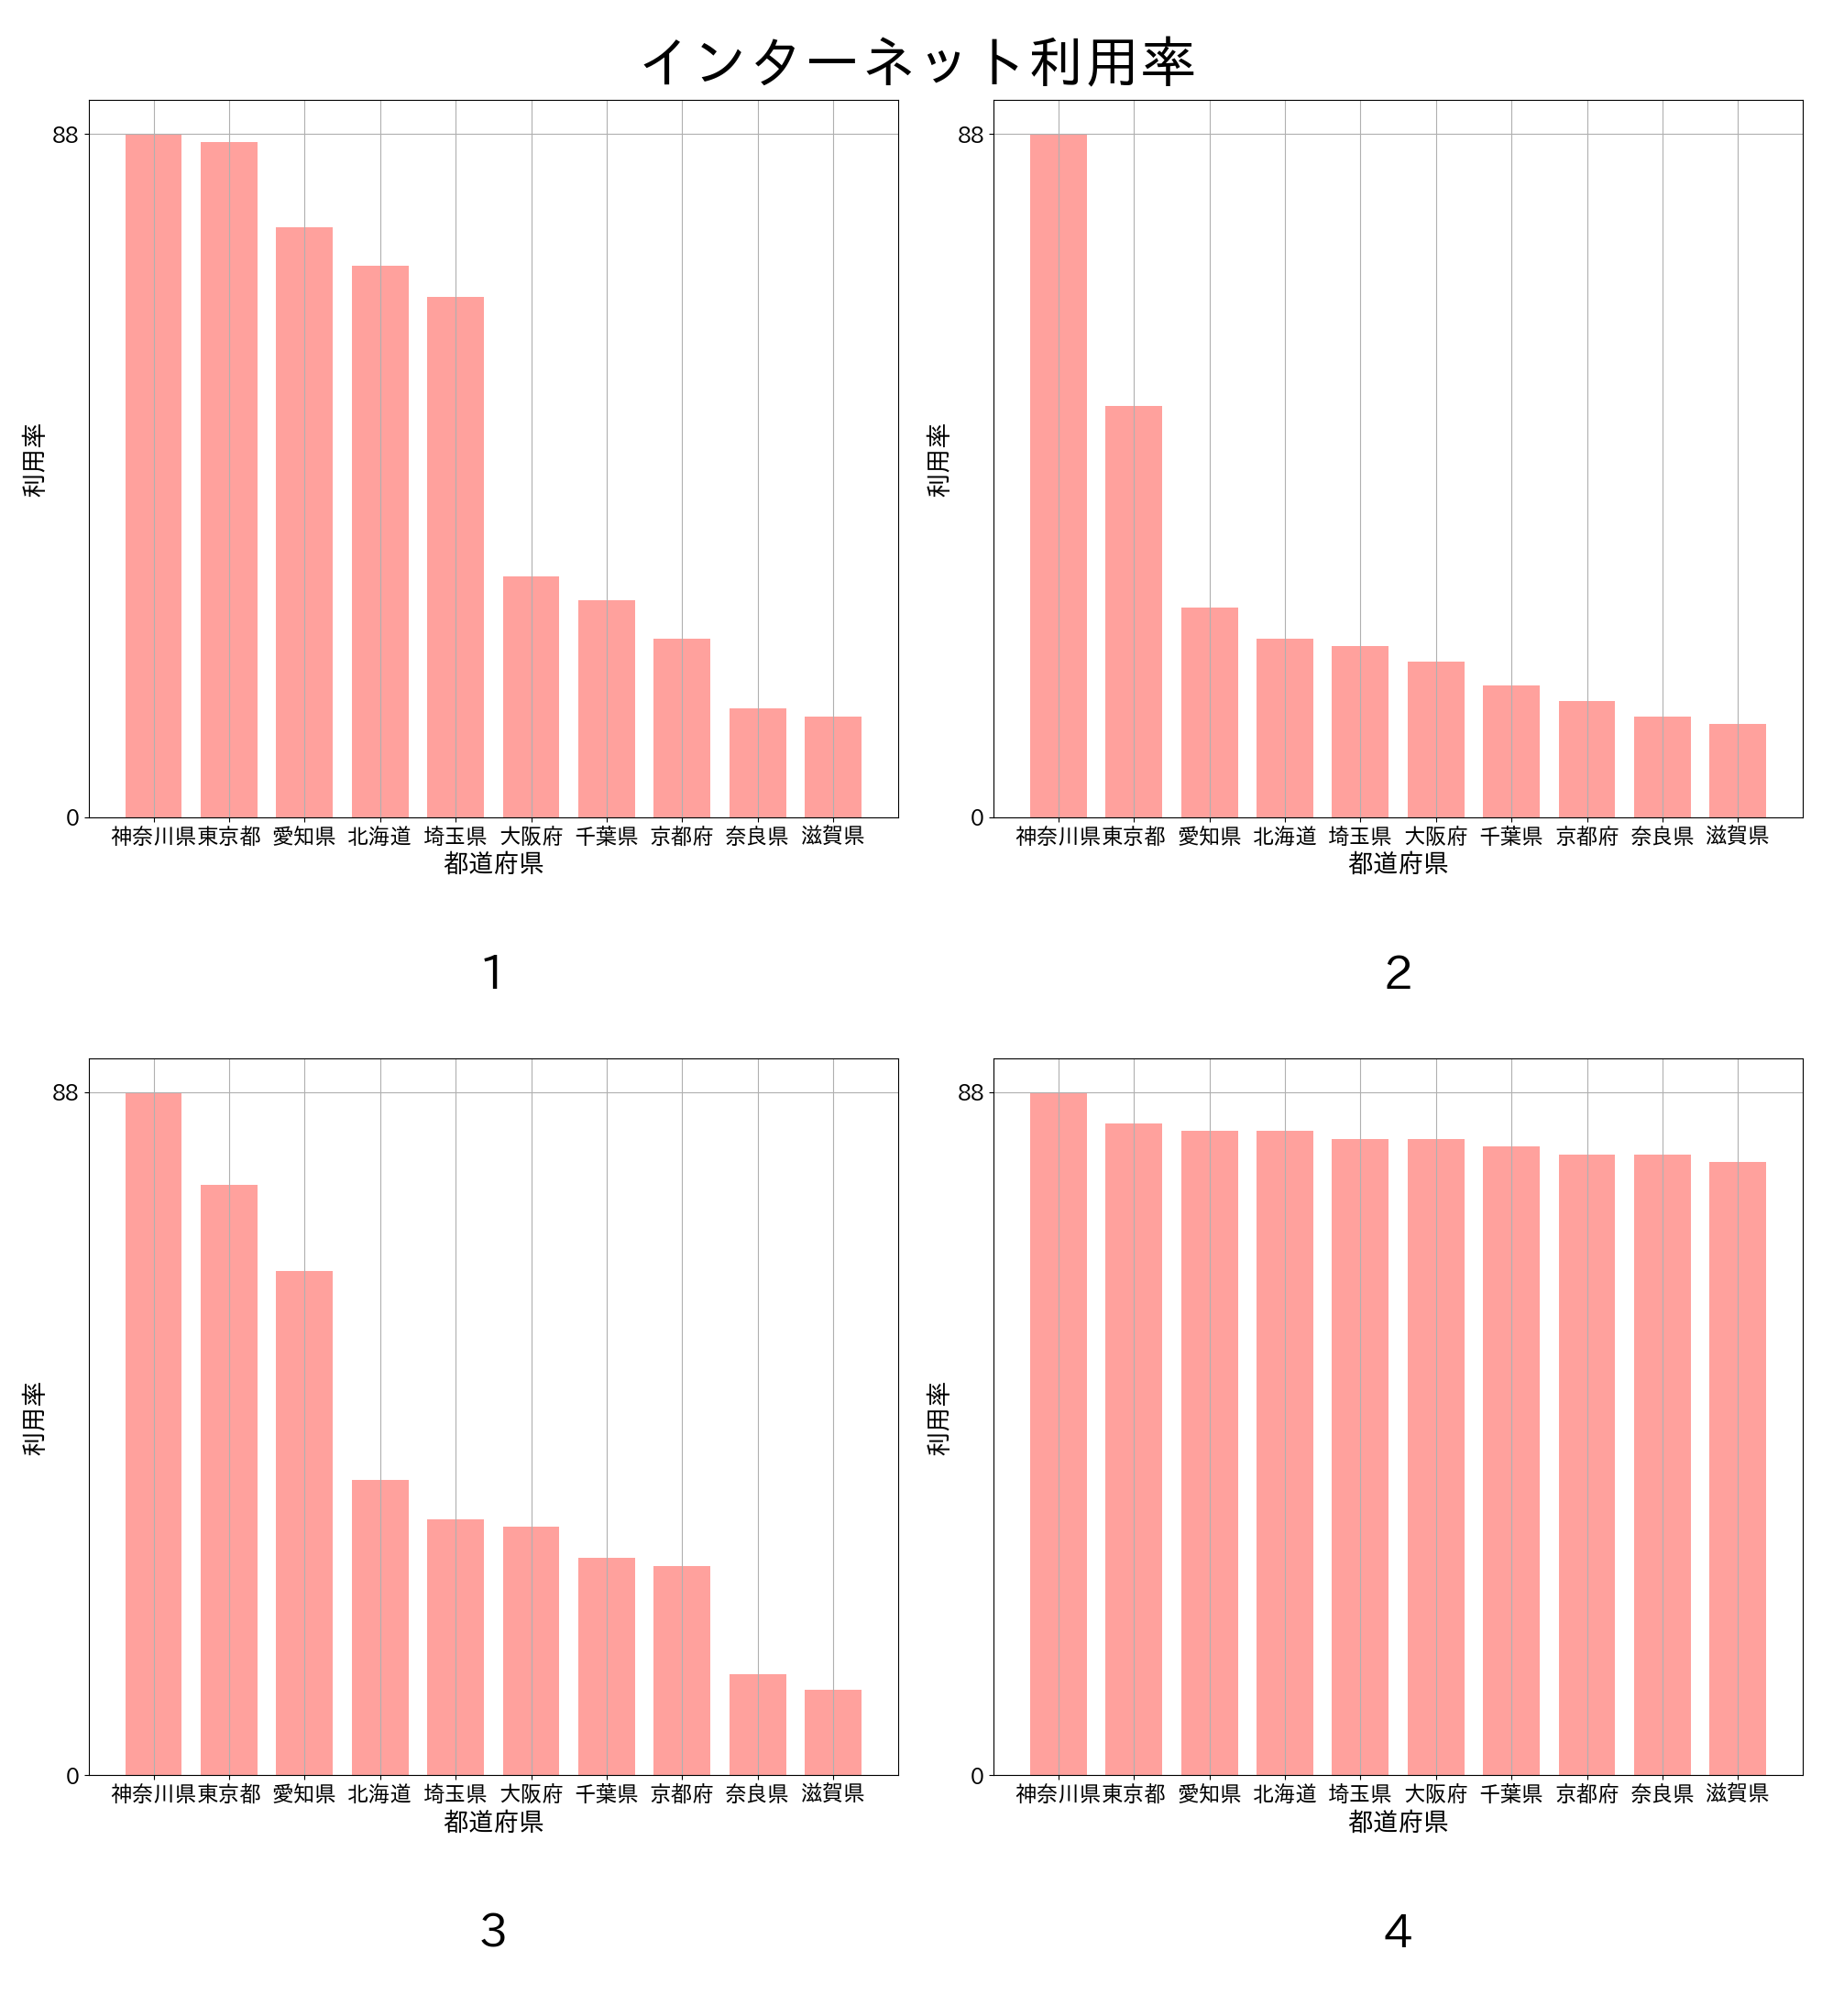 インターネット利用率
88
0
利用率
神奈川県 東京都 愛知県 北海道 埼玉県 大阪府 千葉県 京都府 奈良県 滋賀県
都道府県
1
88
0
利用率
神奈川県 東京都 愛知県 北海道 埼玉県 大阪府 千葉県 京都府 奈良県 滋賀県
都道府県
2
88
0
利用率
神奈川県 東京都 愛知県 北海道 埼玉県 大阪府 千葉県 京都府 奈良県 滋賀県
都道府県
3
88
0
利用率
神奈川県 東京都 愛知県 北海道 埼玉県 大阪府 千葉県 京都府 奈良県 滋賀県
都道府県
4